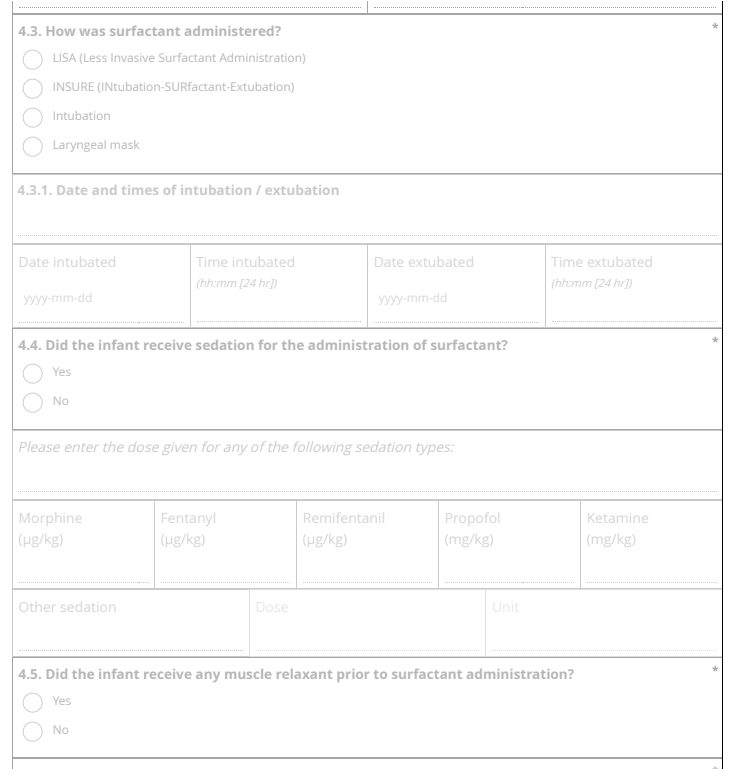 4.3. How was surfactant administered? *
LISA (Less Invasive Surfactant Administration)
INSURE (INtubation-SURfactant-Extubation)
Intubation
Laryngeal mask
4.3.1. Date and times of intubation / extubation
Date intubated
yyyy-mm-dd
Time intubated
(hh:mm [24 hr])
Date extubated
yyyy-mm-dd
Time extubated
(hh:mm [24 hr])
4.4. Did the infant receive sedation for the administration of surfactant? *
Yes
No
Please enter the dose given for any of the following sedation types:
Morphine
(µg/kg)
Fentanyl
(µg/kg)
Remifentanil
(µg/kg)
Propofol
(mg/kg)
Ketamine
(mg/kg)
Other sedation
Dose
Unit
4.5. Did the infant receive any muscle relaxant prior to surfactant administration? *
Yes
No
*